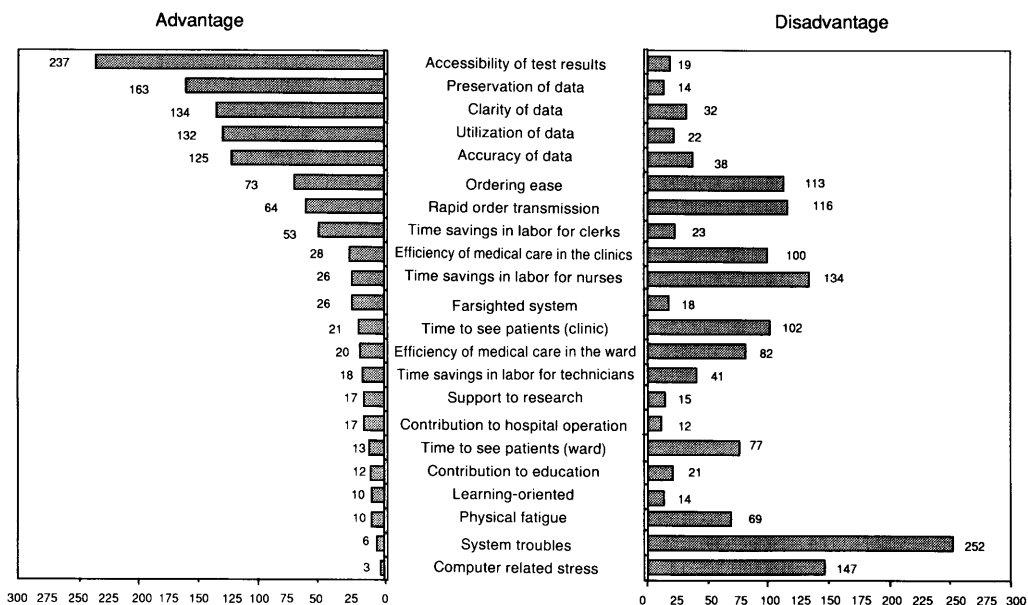 Advantage Disadvantage
237 Accessibility of test results 19
163 Preservation of data 14
134 Clarity of data 32
132 Utilization of data 22
125 Accuracy of data 38
73 Ordering ease 113
64 Rapid order transmission 116
53 Time savings in labor for clerks 23
28 Efficiency of medical care in the clinics 100
26 Time savings in labor for nurses 134
26 Farsighted system 18
21 Time to see patients (clinic) 102
20 Efficiency of medical care in the ward 82
18 Time savings in labor for technicians 41
17 Support to research 15
17 Contribution to hospital operation 12
13 Time to see patients (ward) 77
12 Contribution to education 21
10 Learning-oriented 14
10 Physical fatigue 69
6 System troubles 252
3 Computer related stress 147
300 275 250 225 200 175 150 125 100 75 50 25 0 0 25 50 75 100 125 150 175 200 225 250 275 300